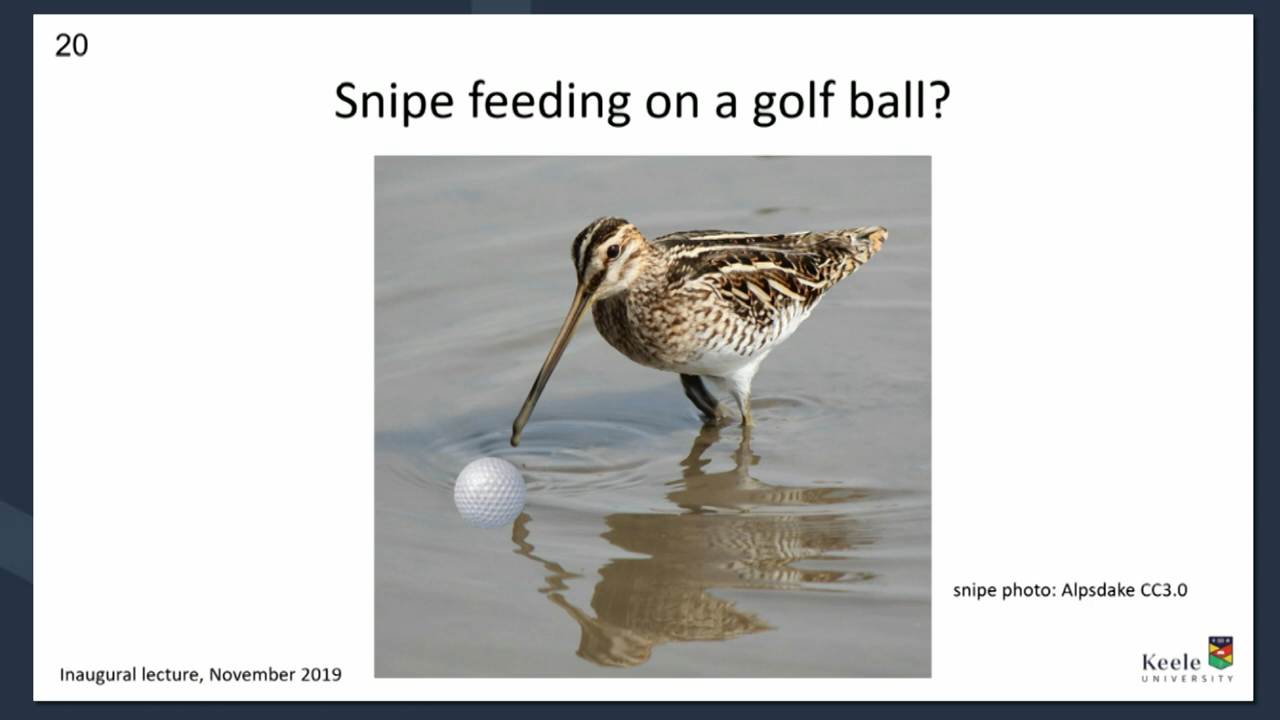 20
Snipe feeding on a golf ball?
snipe photo: Alpsdake CC3.0
Inaugural lecture, November 2019
Keele
UNIVERSITY